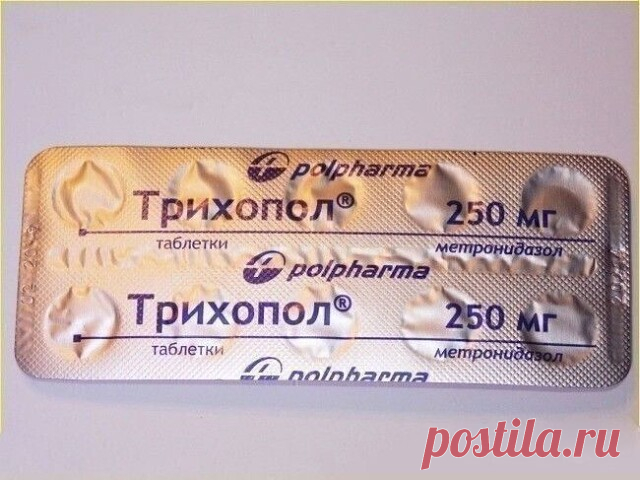 polpharma
Трихопол® 250 мг
таблетки метронидазол
polpharma
Трихопол® 250 мг
таблетки метронидазол
polpharma
postila.ru